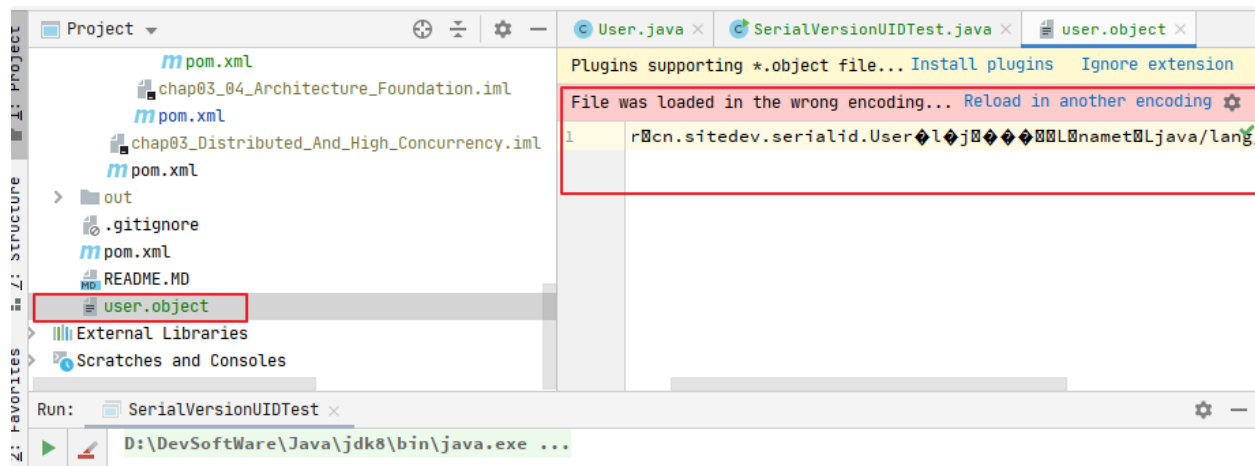 Project
User.java
SerialVersionUIDTest.java
user.object
1: Project
pom.xml
chap03_04_Architecture_Foundation.iml
pom.xml
chap03_Distributed_And_High_Concurrency.iml
pom.xml
out
.gitignore
pom.xml
README.MD
user.object
External Libraries
Scratches and Consoles
Plugins supporting *.object file... Install plugins Ignore extension
File was loaded in the wrong encoding... Reload in another encoding
1 r cn.sitedev.serialid.User�l�j ��� L namet Ljava/lang
7: Structure
2: Favorites
Run: SerialVersionUIDTest
D:\DevSoftWare\Java\jdk8\bin\java.exe ...